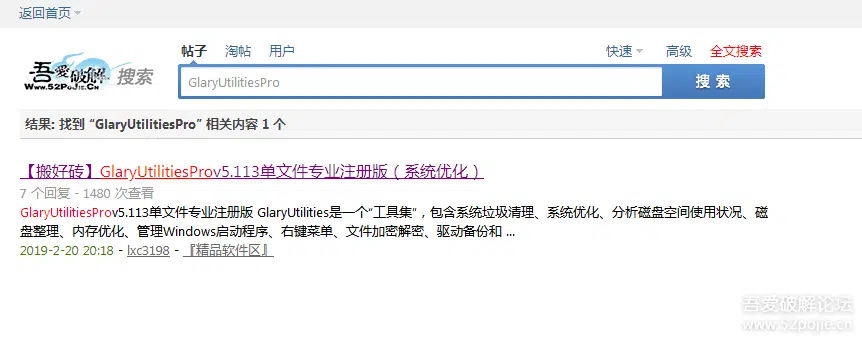 返回首页
帖子 淘帖 用户 快速 高级 全文搜索
吾爱破解 搜索
Www.52PoJie.Cn
GlaryUtilitiesPro 搜索
结果: 找到 “GlaryUtilitiesPro” 相关内容 1 个
【搬好砖】GlaryUtilitiesProv5.113单文件专业注册版（系统优化）
7 个回复 - 1480 次查看
GlaryUtilitiesProv5.113单文件专业注册版 GlaryUtilities是一个“工具集”，包含系统垃圾清理、系统优化、分析磁盘空间使用状况、磁
盘整理、内存优化、管理Windows启动程序、右键菜单、文件加密解密、驱动备份和 ...
2019-2-20 20:18 - lxc3198 - 『精品软件区』
吾爱破解论坛
www.52pojie.cn